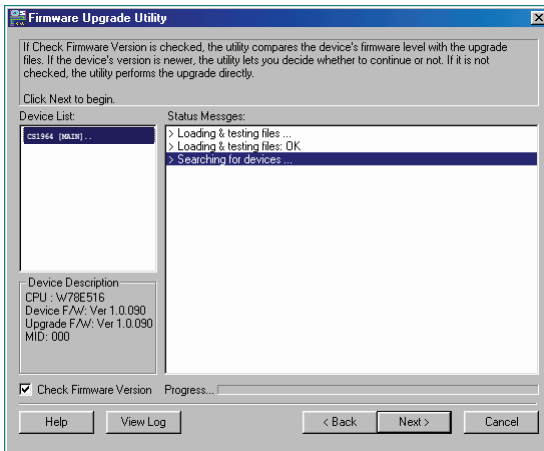 Firmware Upgrade Utility
If Check Firmware Version is checked, the utility compares the device's firmware level with the upgrade
files. If the device's version is newer, the utility lets you decide whether to continue or not. If it is not
checked, the utility performs the upgrade directly.
Click Next to begin.
Device List:
Status Messges:
CS1964 [MAIN]..
> Loading & testing files ...
> Loading & testing files: OK
> Searching for devices ...
Device Description
CPU : W78E516
Device F/W: Ver 1.0.090
Upgrade F/W: Ver 1.0.090
MID: 000
Check Firmware Version
Progress...
Help
View Log
< Back
Next >
Cancel